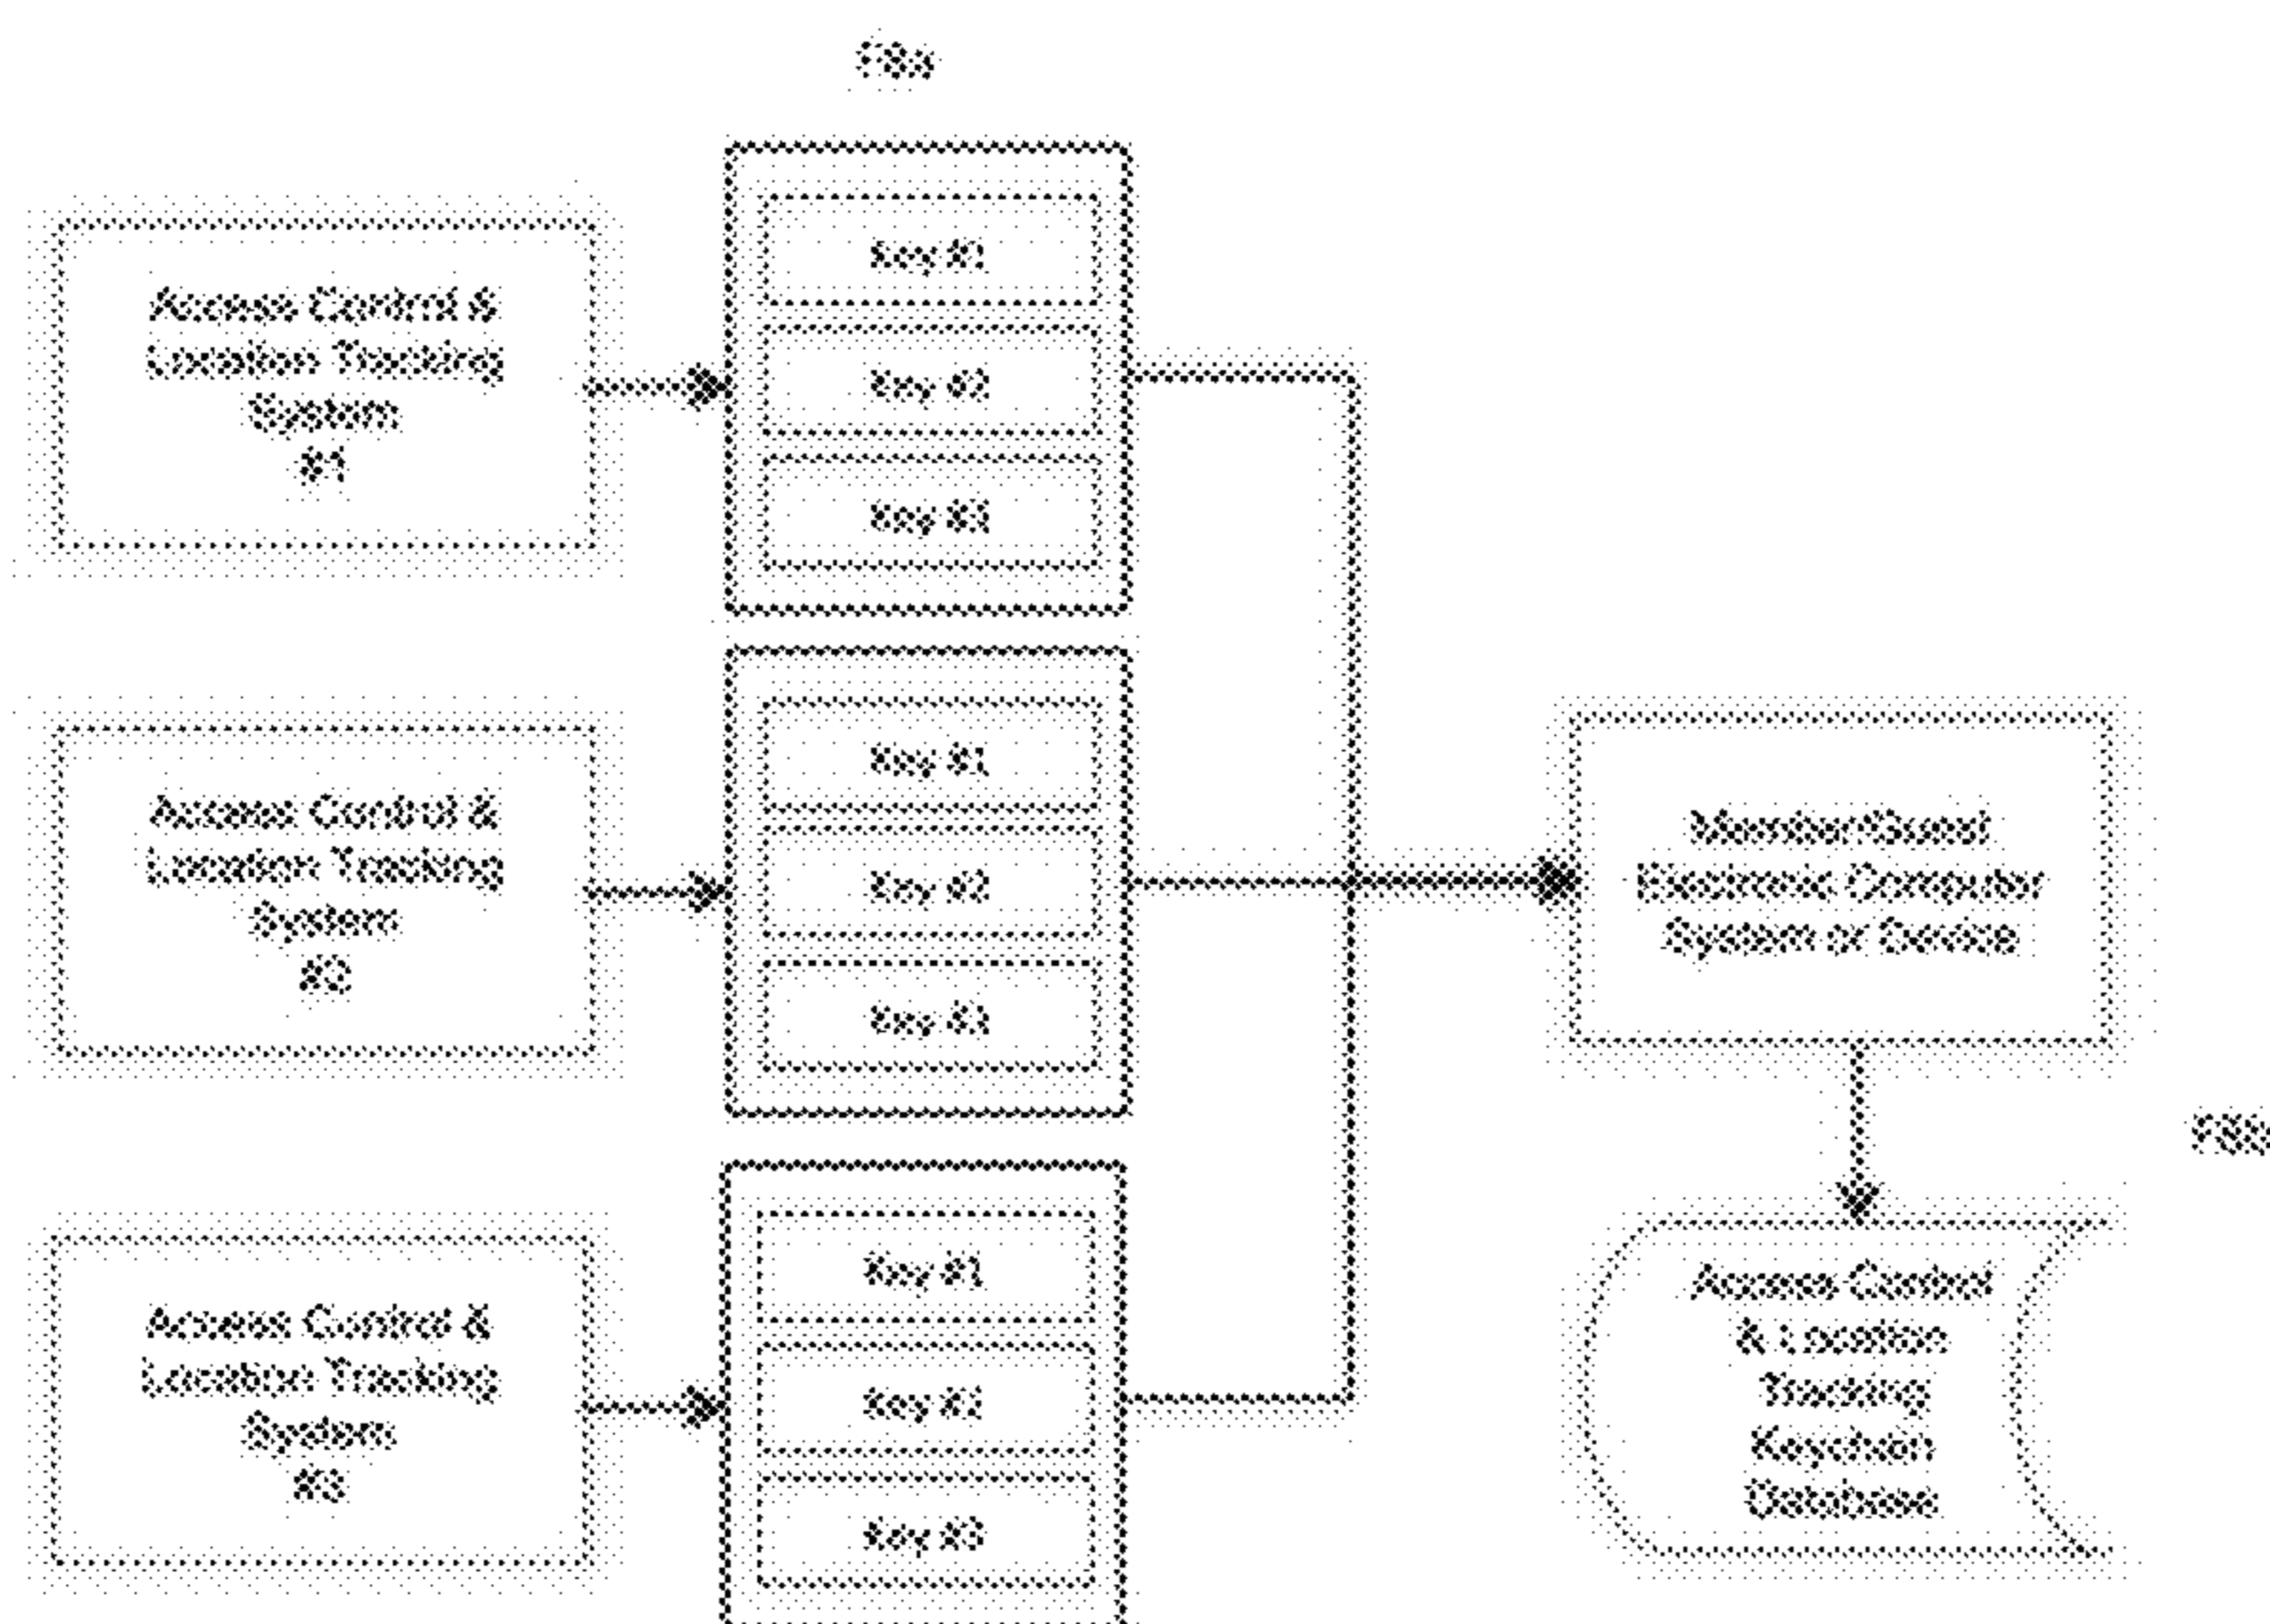 Access Control &
Location Tracking
System
#1
Key #1
Key #2
Key #3
Access Control &
Location Tracking
System
#2
Key #1
Key #2
Key #3
Member/Guest
Electronic Computer
System or Device
Access Control &
Location Tracking
System
#3
Key #1
Key #2
Key #3
Access Control
& Location
Tracking
Keychain
Database